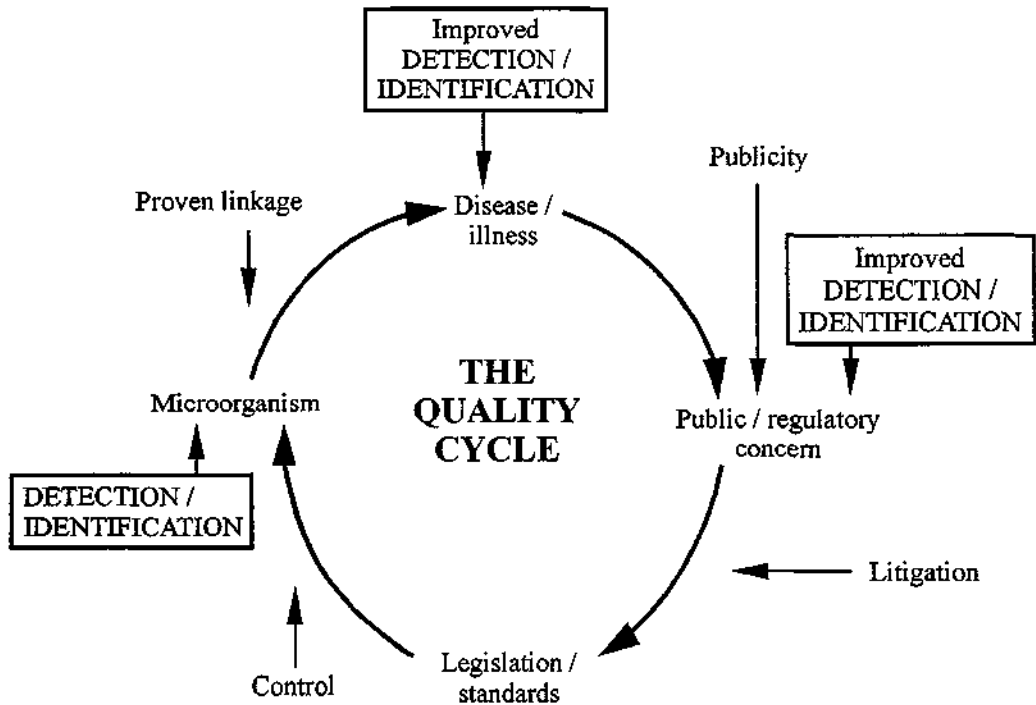 Improved
DETECTION /
IDENTIFICATION
Publicity
Proven linkage
Disease /
illness
Improved
DETECTION /
IDENTIFICATION
THE
QUALITY
CYCLE
Microorganism
Public / regulatory
concern
DETECTION /
IDENTIFICATION
Litigation
Legislation /
standards
Control